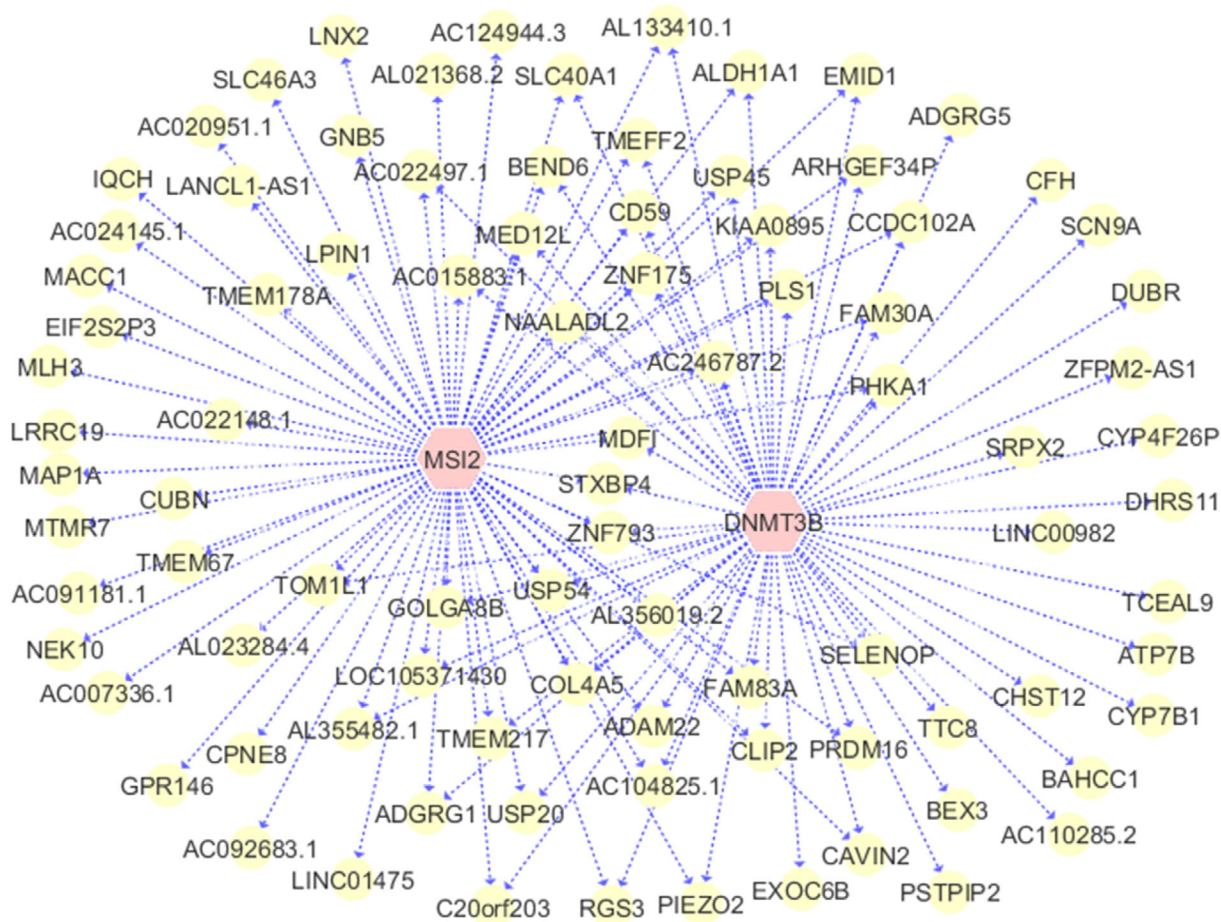 LNX2
AC124944.3
AL133410.1
SLC46A3
AL021368.2
SLC40A1
ALDH1A1
EMID1
AC020951.1
GNB5
TMEFF2
ADGRG5
IQCH
LANCL1-AS1
AC022497.1
BEND6
USP45
ARHGEF34P
CFH
AC024145.1
MED12L
CD59
KIAA0895
CCDC102A
SCN9A
MACC1
LPIN1
AC015883.1
ZNF175
TMEM178A
PLS1
DUBR
EIF2S2P3
NAALADL2
FAM30A
MLH3
AC246787.2
PHKA1
ZFPM2-AS1
LRRC19
AC022148.1
MDFI
SRPX2
CYP4F26P
MSI2
MAP1A
STXBP4
CUBN
DHRS11
MTMR7
ZNF793
DNMT3B
LINC00982
TMEM67
AC091181.1
TOM1L1
GOLGA8B
USP54
AL356019.2
TCEAL9
NEK10
AL023284.4
SELENOP
ATP7B
AC007336.1
LOC105371430
COL4A5
FAM83A
CHST12
CYP7B1
AL355482.1
TMEM217
ADAM22
TTC8
CPNE8
CLIP2
PRDM16
GPR146
AC104825.1
BAHCC1
ADGRG1
USP20
BEX3
AC110285.2
AC092683.1
CAVIN2
LINC01475
EXOC6B
PSTPIP2
C20orf203
RGS3
PIEZO2